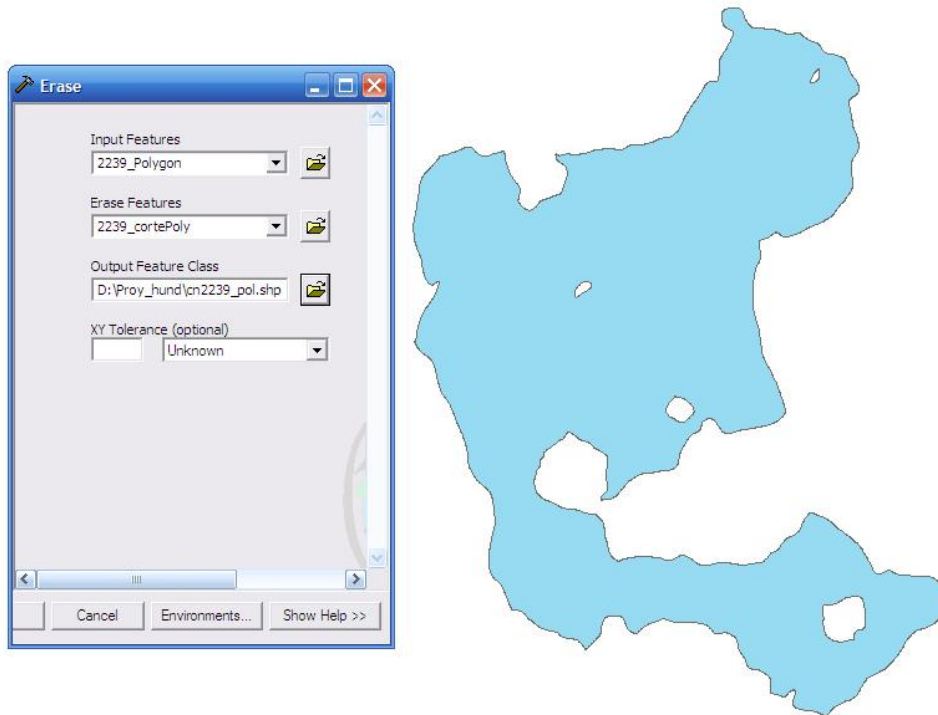 Erase
Input Features
2239_Polygon
Erase Features
2239_cortePoly
Output Feature Class
D:\Proy_hund\cn2239_pol.shp
XY Tolerance (optional)
Unknown
Cancel
Environments...
Show Help >>